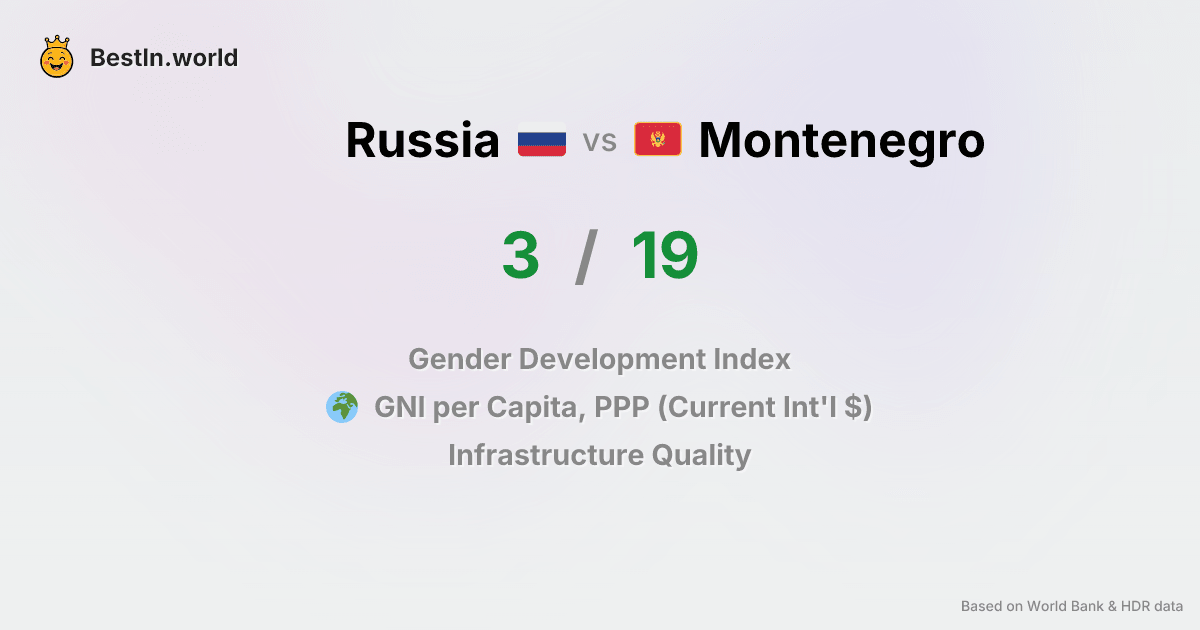 BestIn.world
Russia vs Montenegro
3 / 19
Gender Development Index
GNI per Capita, PPP (Current Int'l $)
Infrastructure Quality
Based on World Bank & HDR data